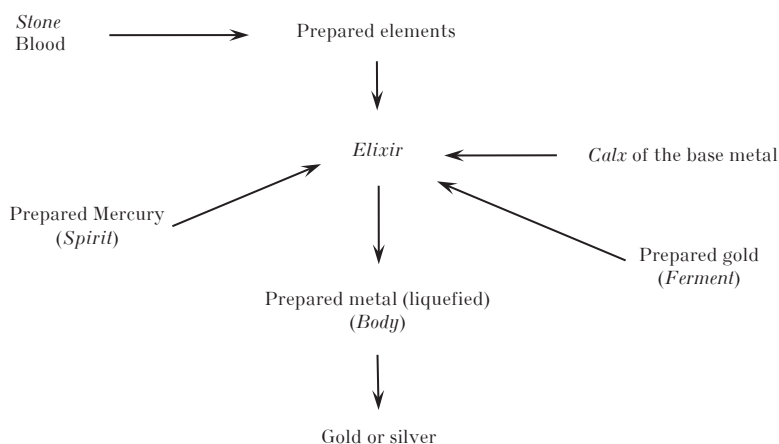 Stone
Blood
Prepared elements
Elixir
Calx of the base metal
Prepared Mercury
(Spirit)
Prepared gold
(Ferment)
Prepared metal (liquefied)
(Body)
Gold or silver